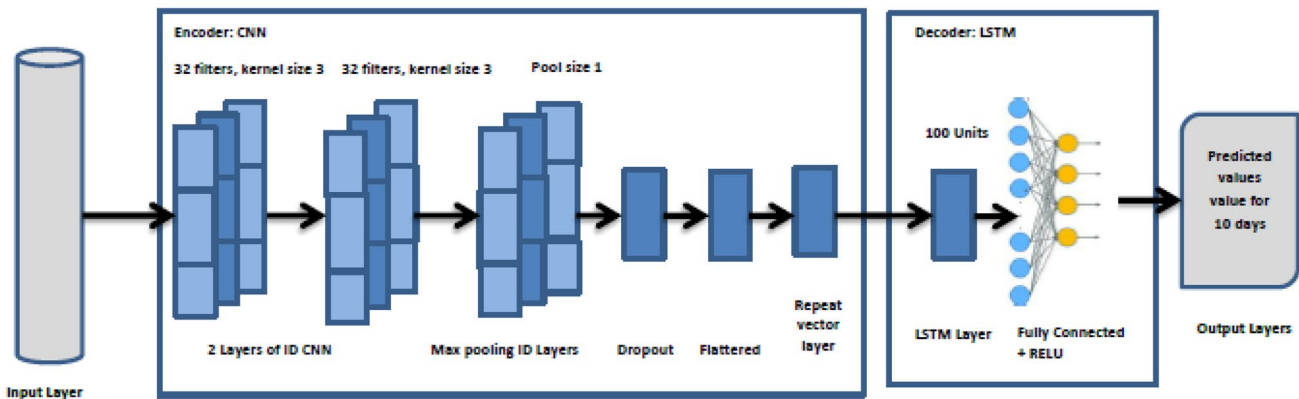 Encoder: CNN
32 filters, kernel size 3
32 filters, kernel size 3
Pool size 1
2 Layers of ID CNN
Max pooling ID Layers
Dropout
Flattered
Repeat
vector
layer
Decoder: LSTM
100 Units
LSTM Layer
Fully Connected
+ RELU
Predicted
values
value for
10 days
Output Layers
Input Layer